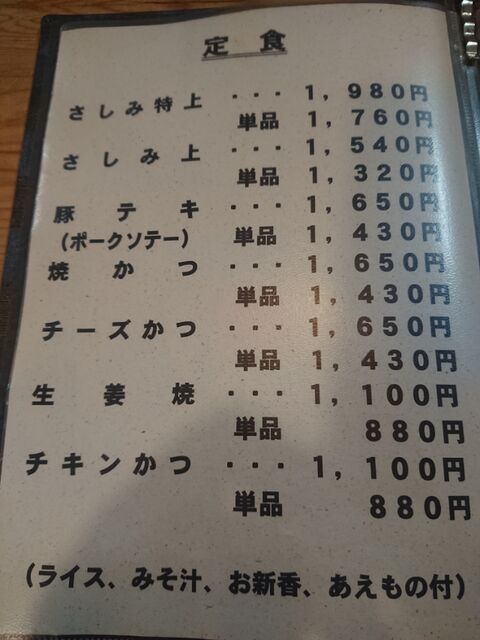 定食
さしみ特上 ・・・ 1,980円
単品 1,760円
さしみ上 ・・・ 1,540円
単品 1,320円
豚テキ ・・・ 1,650円
(ポークソテー) 単品 1,430円
焼かつ ・・・ 1,650円
単品 1,430円
チーズかつ ・・・ 1,650円
単品 1,430円
生姜焼 ・・・ 1,100円
単品 880円
チキンかつ ・・・ 1,100円
単品 880円
(ライス、みそ汁、お新香、あえもの付)